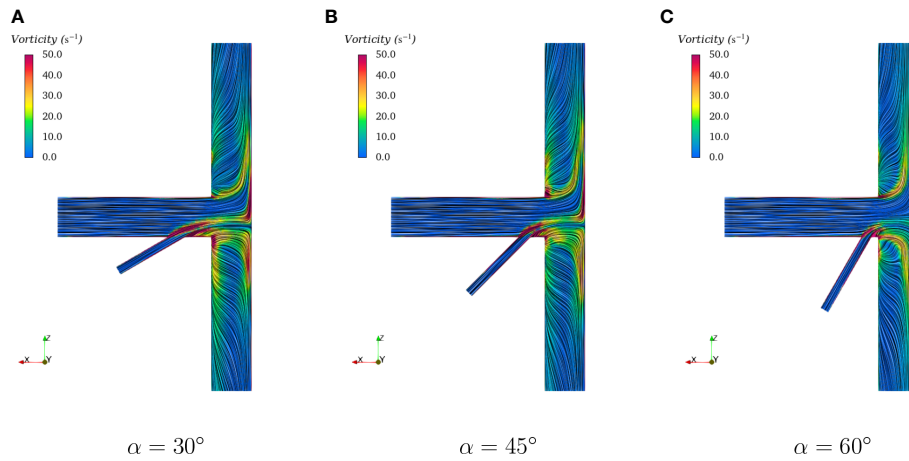 A
Vorticity (s⁻¹)
50.0
40.0
30.0
20.0
10.0
0.0
X
Z
Y
α = 30°
B
Vorticity (s⁻¹)
50.0
40.0
30.0
20.0
10.0
0.0
X
Z
Y
α = 45°
C
Vorticity (s⁻¹)
50.0
40.0
30.0
20.0
10.0
0.0
X
Z
Y
α = 60°